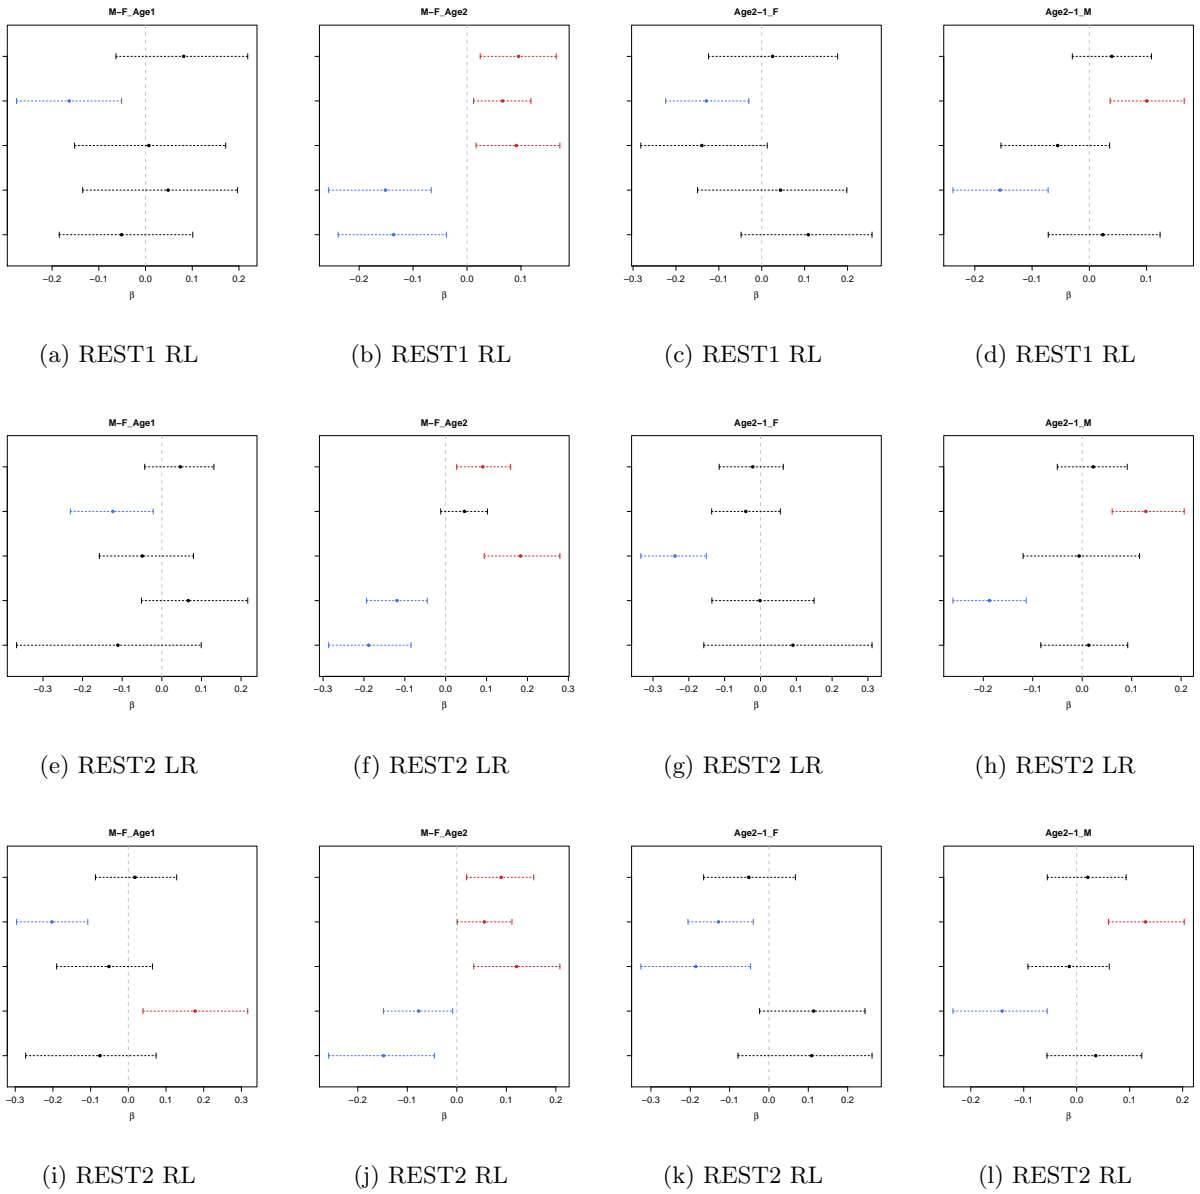 M−F_Age1 M−F_Age2 Age2−1_F Age2−1_M
−0.2 −0.1 0.0 0.1 0.2 −0.2 −0.1 0.0 0.1 −0.3 −0.2 −0.1 0.0 0.1 0.2 −0.2 −0.1 0.0 0.1
β β β β
(a) REST1 RL (b) REST1 RL (c) REST1 RL (d) REST1 RL
M−F_Age1 M−F_Age2 Age2−1_F Age2−1_M
−0.3 −0.2 −0.1 0.0 0.1 0.2 −0.3 −0.2 −0.1 0.0 0.1 0.2 0.3 −0.3 −0.2 −0.1 0.0 0.1 0.2 0.3 −0.2 −0.1 0.0 0.1 0.2
β β β β
(e) REST2 LR (f) REST2 LR (g) REST2 LR (h) REST2 LR
M−F_Age1 M−F_Age2 Age2−1_F Age2−1_M
−0.3 −0.2 −0.1 0.0 0.1 0.2 0.3 −0.2 −0.1 0.0 0.1 0.2 −0.3 −0.2 −0.1 0.0 0.1 0.2 −0.2 −0.1 0.0 0.1 0.2
β β β β
(i) REST2 RL (j) REST2 RL (k) REST2 RL (l) REST2 RL